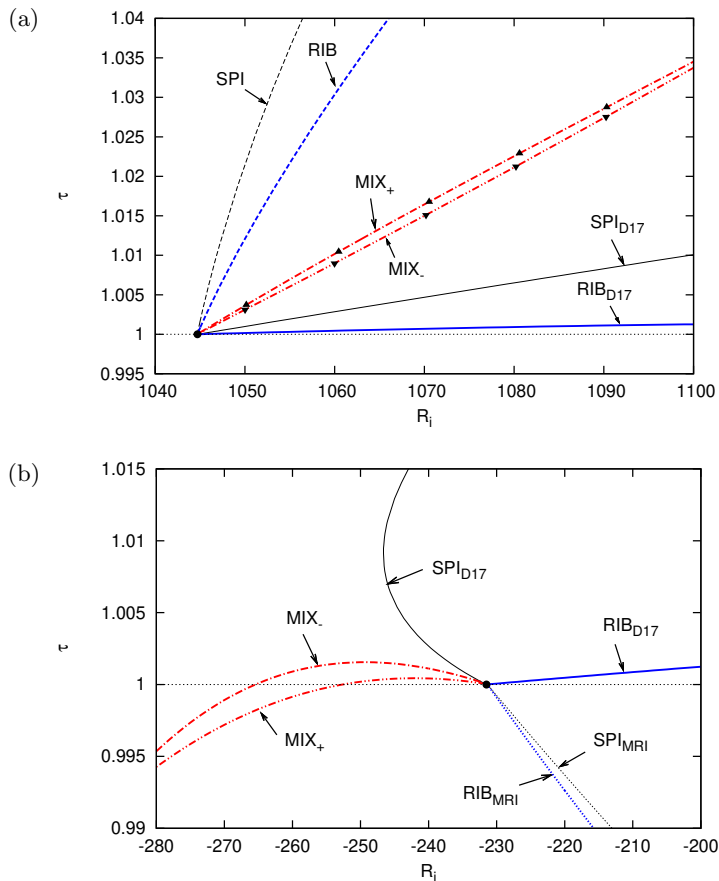 (a)
1.04
1.035
1.03
1.025
1.02
1.015
1.01
1.005
1
0.995
τ
SPI
RIB
MIX+
MIX-
SPID17
RIBD17
1040 1050 1060 1070 1080 1090 1100
Ri
(b)
1.015
1.01
1.005
1
0.995
0.99
τ
SPID17
MIX-
RIBD17
MIX+
SPIMRI
RIBMRI
-280 -270 -260 -250 -240 -230 -220 -210 -200
Ri